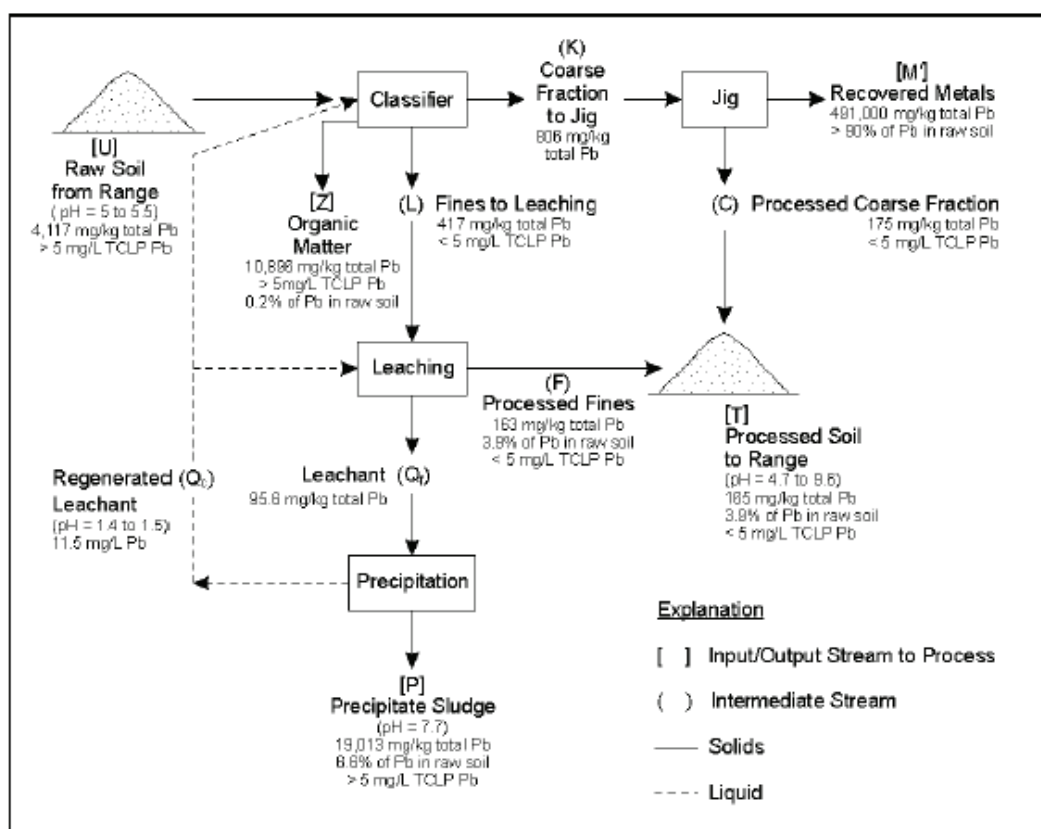 [U]
Raw Soil
from Range
(pH = 5 to 5.5)
4,117 mg/kg total Pb
> 5 mg/L TCLP Pb
Classifier
(K)
Coarse
Fraction
to Jig
806 mg/kg
total Pb
Jig
[M']
Recovered Metals
491,000 mg/kg total Pb
> 90% of Pb in raw soil
[Z]
Organic
Matter
10,898 mg/kg total Pb
> 5mg/L TCLP Pb
0.2% of Pb in raw soil
(L) Fines to Leaching
417 mg/kg total Pb
< 5 mg/L TCLP Pb
(C) Processed Coarse Fraction
175 mg/kg total Pb
< 5 mg/L TCLP Pb
Leaching
(F)
Processed Fines
163 mg/kg total Pb
3.8% of Pb in raw soil
< 5 mg/L TCLP Pb
[T]
Processed Soil
to Range
(pH = 4.7 to 9.6)
165 mg/kg total Pb
3.9% of Pb in raw soil
< 5 mg/L TCLP Pb
Leachant (Qf)
95.6 mg/kg total Pb
Regenerated (Qc)
Leachant
(pH = 1.4 to 1.5)
11.5 mg/L Pb
Precipitation
[P]
Precipitate Sludge
(pH = 7.7)
19,013 mg/kg total Pb
6.6% of Pb in raw soil
> 5 mg/L TCLP Pb
Explanation
[ ] Input/Output Stream to Process
( ) Intermediate Stream
Solids
Liquid